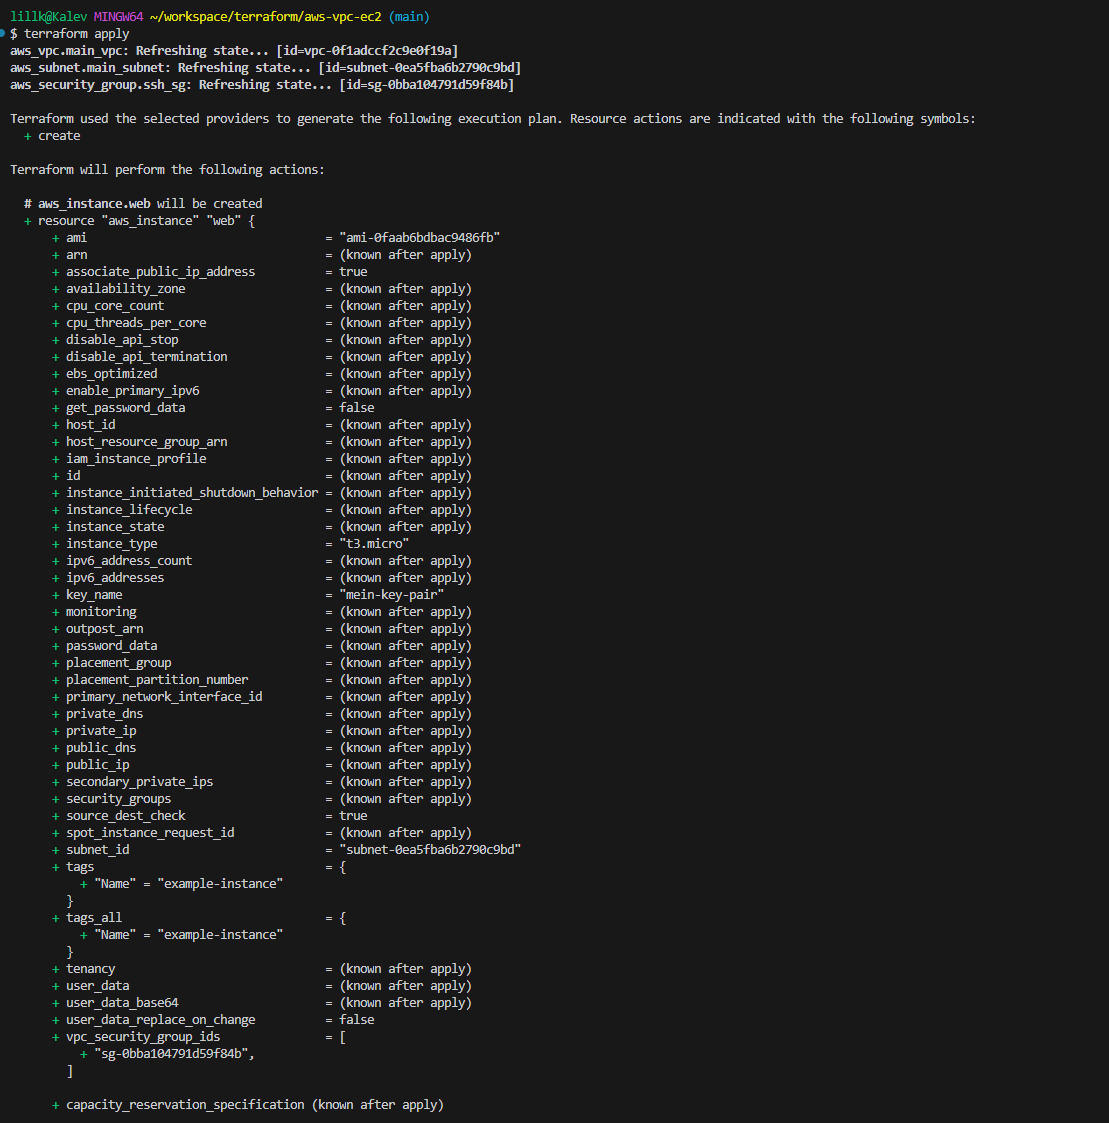 lillk@Kalev MINGW64 ~/workspace/terraform/aws-vpc-ec2 (main)
$ terraform apply
aws_vpc.main_vpc: Refreshing state... [id=vpc-0f1adccf2c9e0f19a]
aws_subnet.main_subnet: Refreshing state... [id=subnet-0ea5fba6b2790c9bd]
aws_security_group.ssh_sg: Refreshing state... [id=sg-0bba104791d59f84b]
Terraform used the selected providers to generate the following execution plan. Resource actions are indicated with the following symbols:
  + create
Terraform will perform the following actions:
  # aws_instance.web will be created
  + resource "aws_instance" "web" {
      + ami                                  = "ami-0faab6bdbac9486fb"
      + arn                                  = (known after apply)
      + associate_public_ip_address          = true
      + availability_zone                    = (known after apply)
      + cpu_core_count                       = (known after apply)
      + cpu_threads_per_core                 = (known after apply)
      + disable_api_stop                     = (known after apply)
      + disable_api_termination              = (known after apply)
      + ebs_optimized                        = (known after apply)
      + enable_primary_ipv6                  = (known after apply)
      + get_password_data                    = false
      + host_id                              = (known after apply)
      + host_resource_group_arn              = (known after apply)
      + iam_instance_profile                 = (known after apply)
      + id                                   = (known after apply)
      + instance_initiated_shutdown_behavior = (known after apply)
      + instance_lifecycle                   = (known after apply)
      + instance_state                       = (known after apply)
      + instance_type                        = "t3.micro"
      + ipv6_address_count                   = (known after apply)
      + ipv6_addresses                       = (known after apply)
      + key_name                             = "mein-key-pair"
      + monitoring                           = (known after apply)
      + outpost_arn                          = (known after apply)
      + password_data                        = (known after apply)
      + placement_group                      = (known after apply)
      + placement_partition_number           = (known after apply)
      + primary_network_interface_id         = (known after apply)
      + private_dns                          = (known after apply)
      + private_ip                           = (known after apply)
      + public_dns                           = (known after apply)
      + public_ip                            = (known after apply)
      + secondary_private_ips                = (known after apply)
      + security_groups                      = (known after apply)
      + source_dest_check                    = true
      + spot_instance_request_id             = (known after apply)
      + subnet_id                            = "subnet-0ea5fba6b2790c9bd"
      + tags                                 = {
          + "Name" = "example-instance"
        }
      + tags_all                             = {
          + "Name" = "example-instance"
        }
      + tenancy                              = (known after apply)
      + user_data                            = (known after apply)
      + user_data_base64                     = (known after apply)
      + user_data_replace_on_change          = false
      + vpc_security_group_ids               = [
          + "sg-0bba104791d59f84b",
        ]
      + capacity_reservation_specification (known after apply)